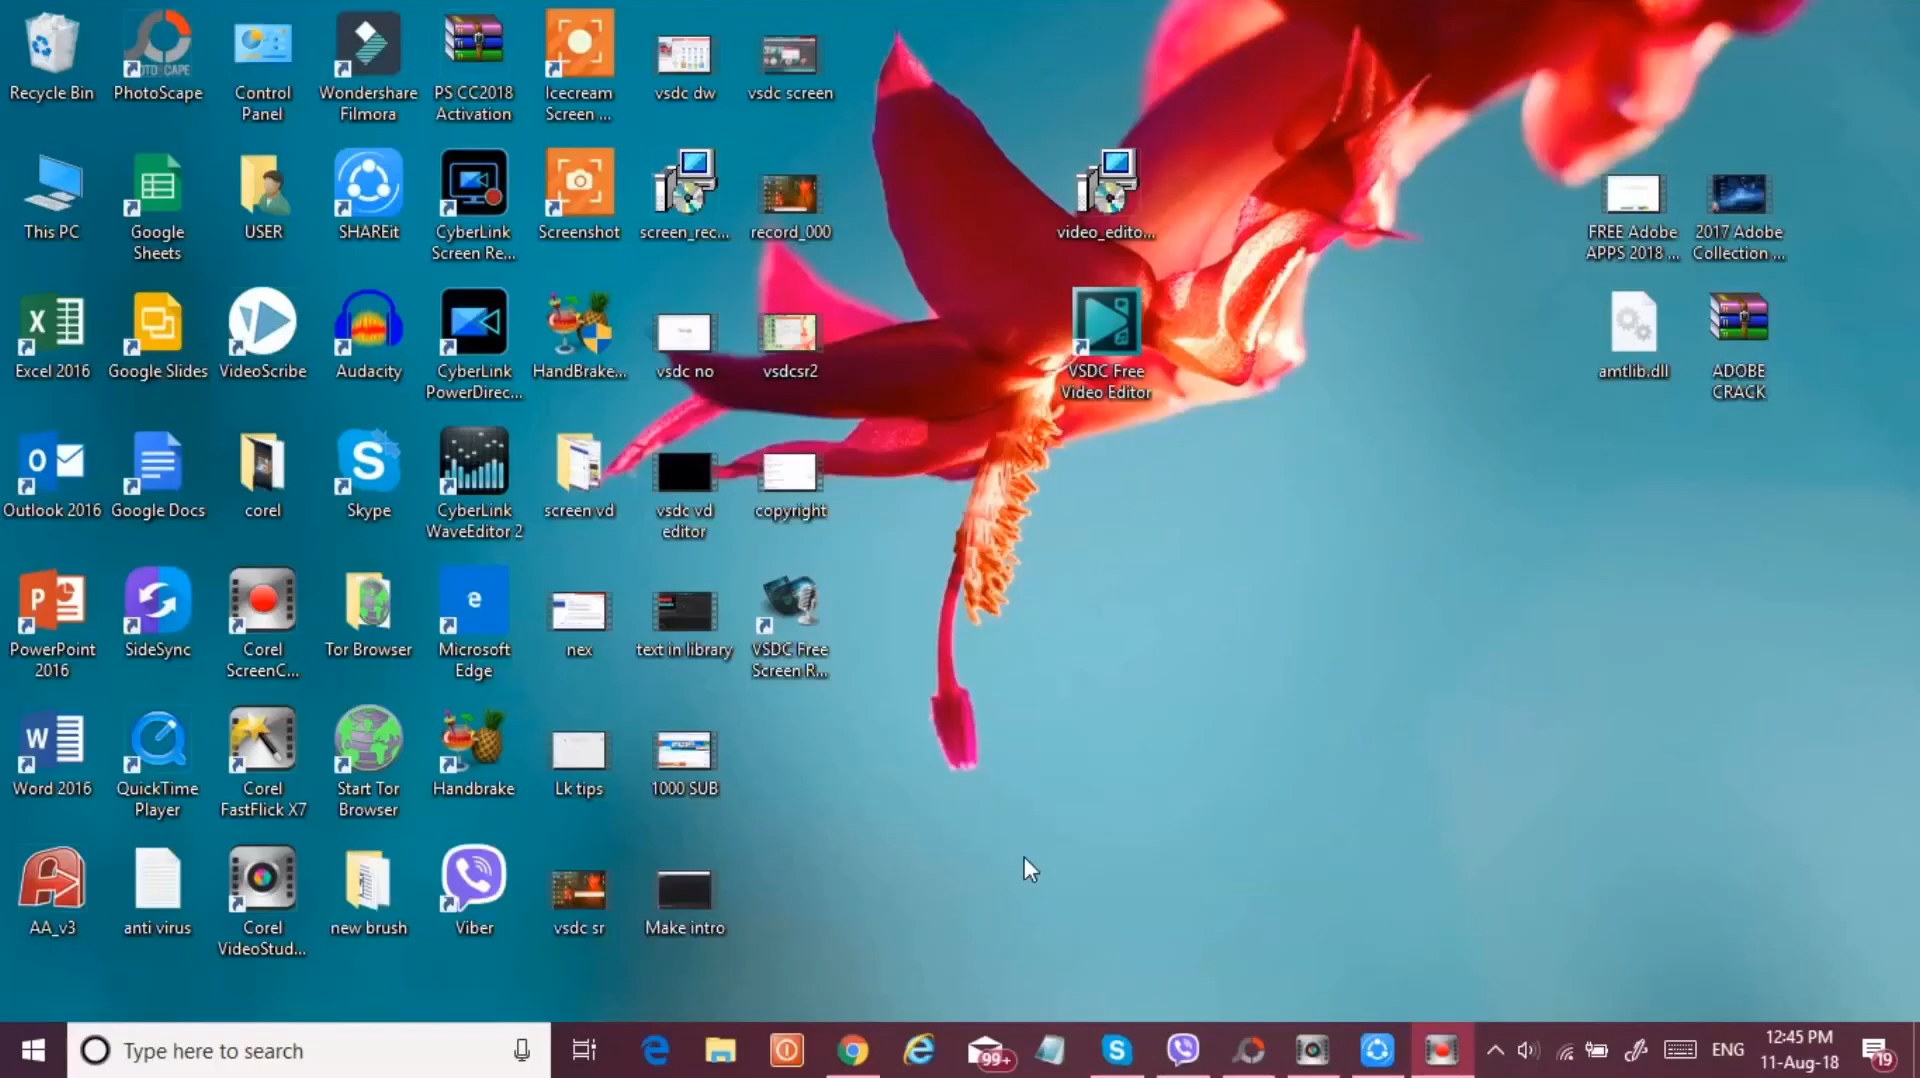 Recycle Bin
PhotoScape
Control
Panel
Wondershare
Filmora
PS CC2018
Activation
Icecream
Screen ...
vsdc dw
vsdc screen
This PC
Google
Sheets
USER
SHAREit
CyberLink
Screen Re...
Screenshot
screen_rec...
record_000
video_edito...
FREE Adobe
APPS 2018 ...
2017 Adobe
Collection ...
Excel 2016
Google Slides
VideoScribe
Audacity
CyberLink
PowerDirec...
HandBrake...
vsdc no
vsdcsr2
VSDC Free
Video Editor
amtlib.dll
ADOBE
CRACK
Outlook 2016
Google Docs
corel
Skype
CyberLink
WaveEditor 2
screen vd
vsdc vd
editor
copyright
PowerPoint
2016
SideSync
Corel
ScreenC...
Tor Browser
Microsoft
Edge
nex
text in library
VSDC Free
Screen R...
Word 2016
QuickTime
Player
Corel
FastFlick X7
Start Tor
Browser
Handbrake
Lk tips
1000 SUB
AA_v3
anti virus
Corel
VideoStud...
new brush
Viber
vsdc sr
Make intro
Type here to search
99+
ENG
12:45 PM
11-Aug-18
19